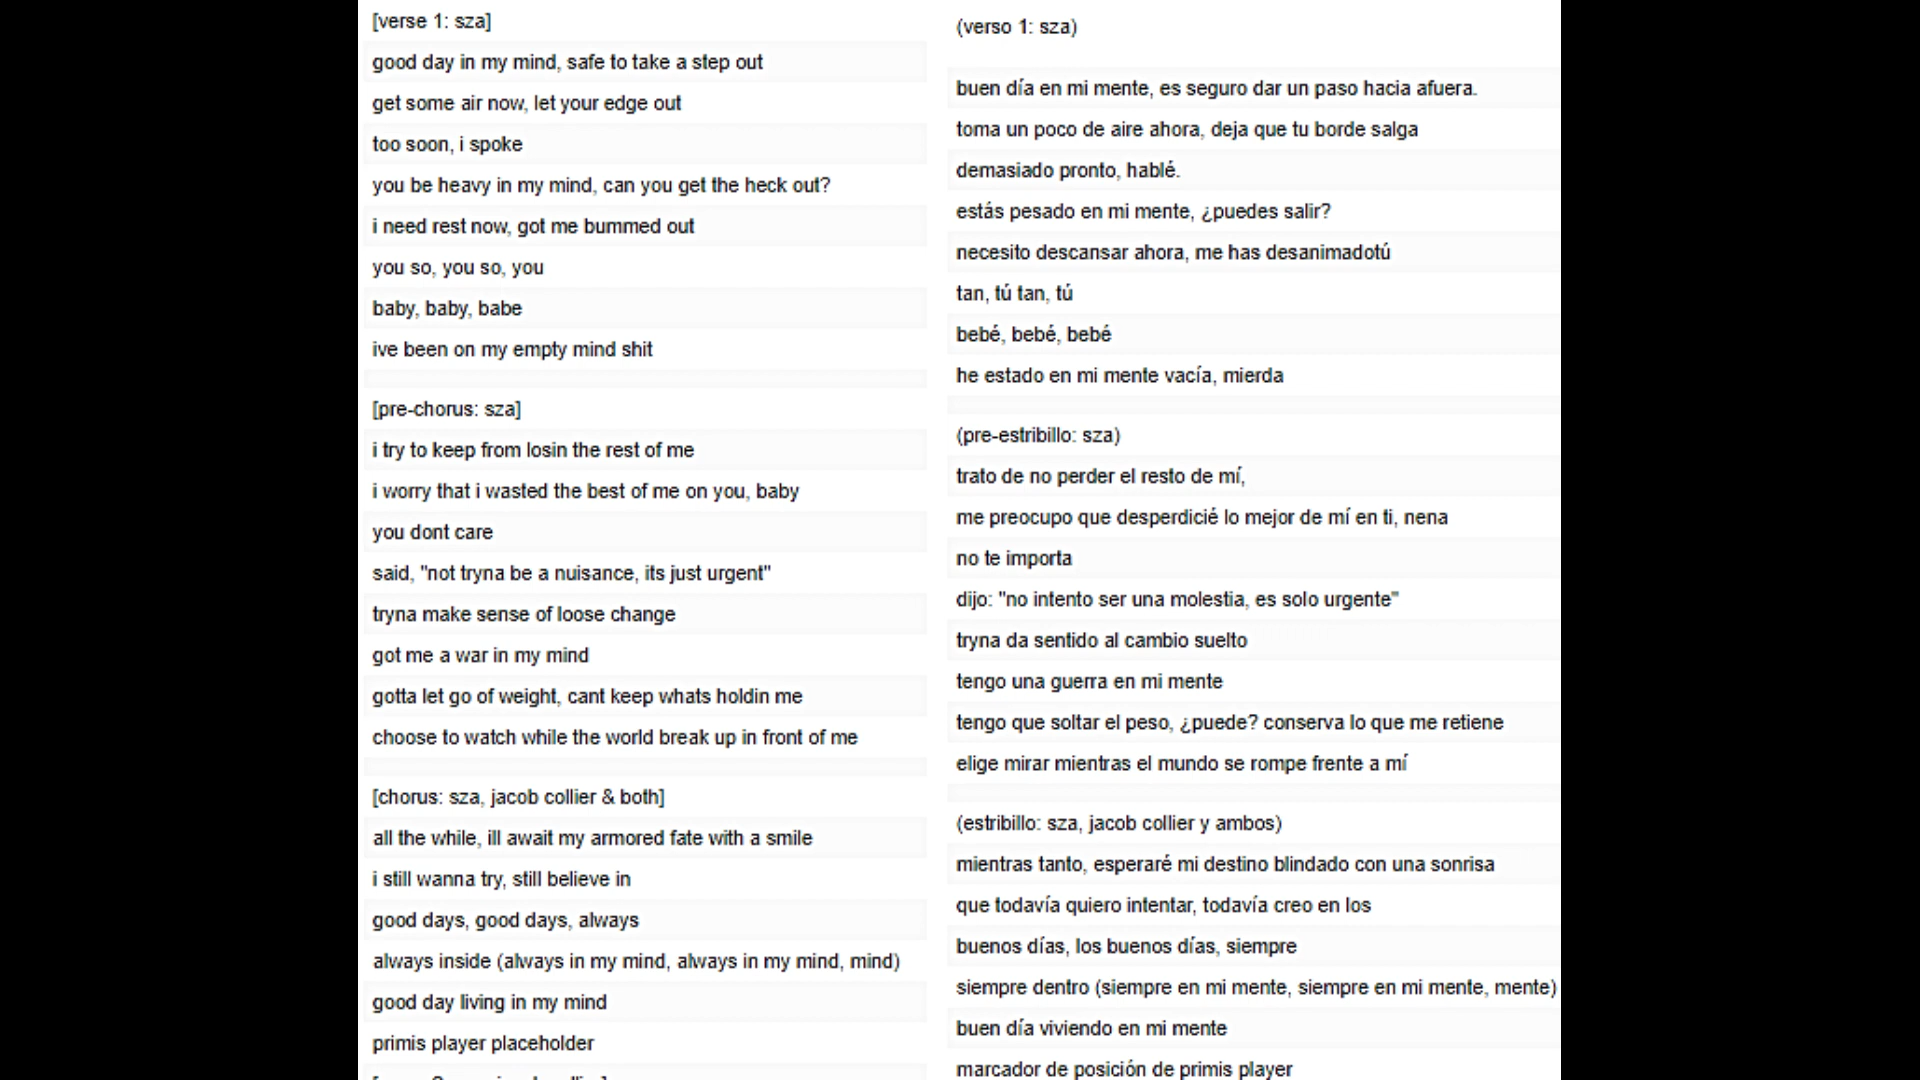 [verse 1: sza]
good day in my mind, safe to take a step out
get some air now, let your edge out
too soon, i spoke
you be heavy in my mind, can you get the heck out?
i need rest now, got me bummed out
you so, you so, you
baby, baby, babe
ive been on my empty mind shit
[pre-chorus: sza]
i try to keep from losin the rest of me
i worry that i wasted the best of me on you, baby
you dont care
said, "not tryna be a nuisance, its just urgent"
tryna make sense of loose change
got me a war in my mind
gotta let go of weight, cant keep whats holdin me
choose to watch while the world break up in front of me
[chorus: sza, jacob collier & both]
all the while, ill await my armored fate with a smile
i still wanna try, still believe in
good days, good days, always
always inside (always in my mind, always in my mind, mind)
good day living in my mind
primis player placeholder
(verso 1: sza)
buen día en mi mente, es seguro dar un paso hacia afuera.
toma un poco de aire ahora, deja que tu borde salga
demasiado pronto, hablé.
estás pesado en mi mente, ¿puedes salir?
necesito descansar ahora, me has desanimadotú
tan, tú tan, tú
bebé, bebé, bebé
he estado en mi mente vacía, mierda
(pre-estribillo: sza)
trato de no perder el resto de mí,
me preocupo que desperdicié lo mejor de mí en ti, nena
no te importa
dijo: "no intento ser una molestia, es solo urgente"
tryna da sentido al cambio suelto
tengo una guerra en mi mente
tengo que soltar el peso, ¿puede? conserva lo que me retiene
elige mirar mientras el mundo se rompe frente a mí
(estribillo: sza, jacob collier y ambos)
mientras tanto, esperaré mi destino blindado con una sonrisa
que todavía quiero intentar, todavía creo en los
buenos días, los buenos días, siempre
siempre dentro (siempre en mi mente, siempre en mi mente, mente)
buen día viviendo en mi mente
marcador de posición de primis player